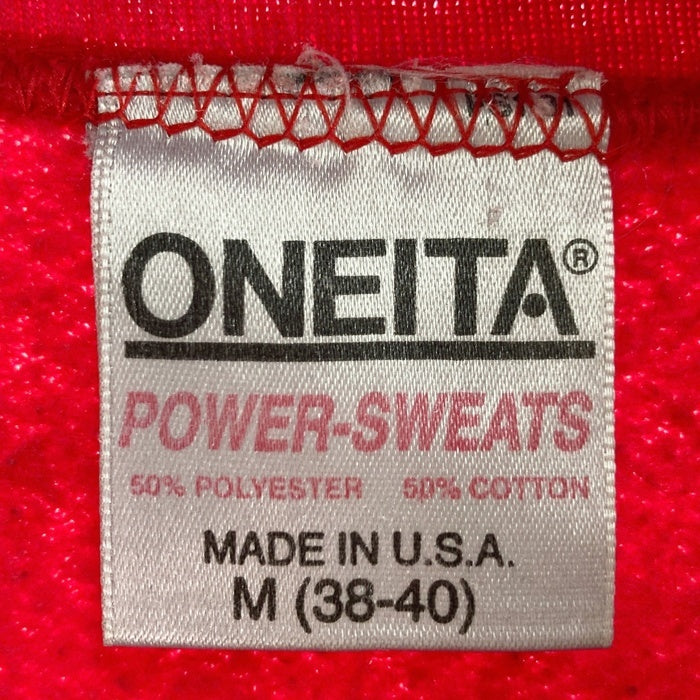 ONEITA®
POWER-SWEATS
50% POLYESTER 50% COTTON
MADE IN U.S.A.
M (38-40)